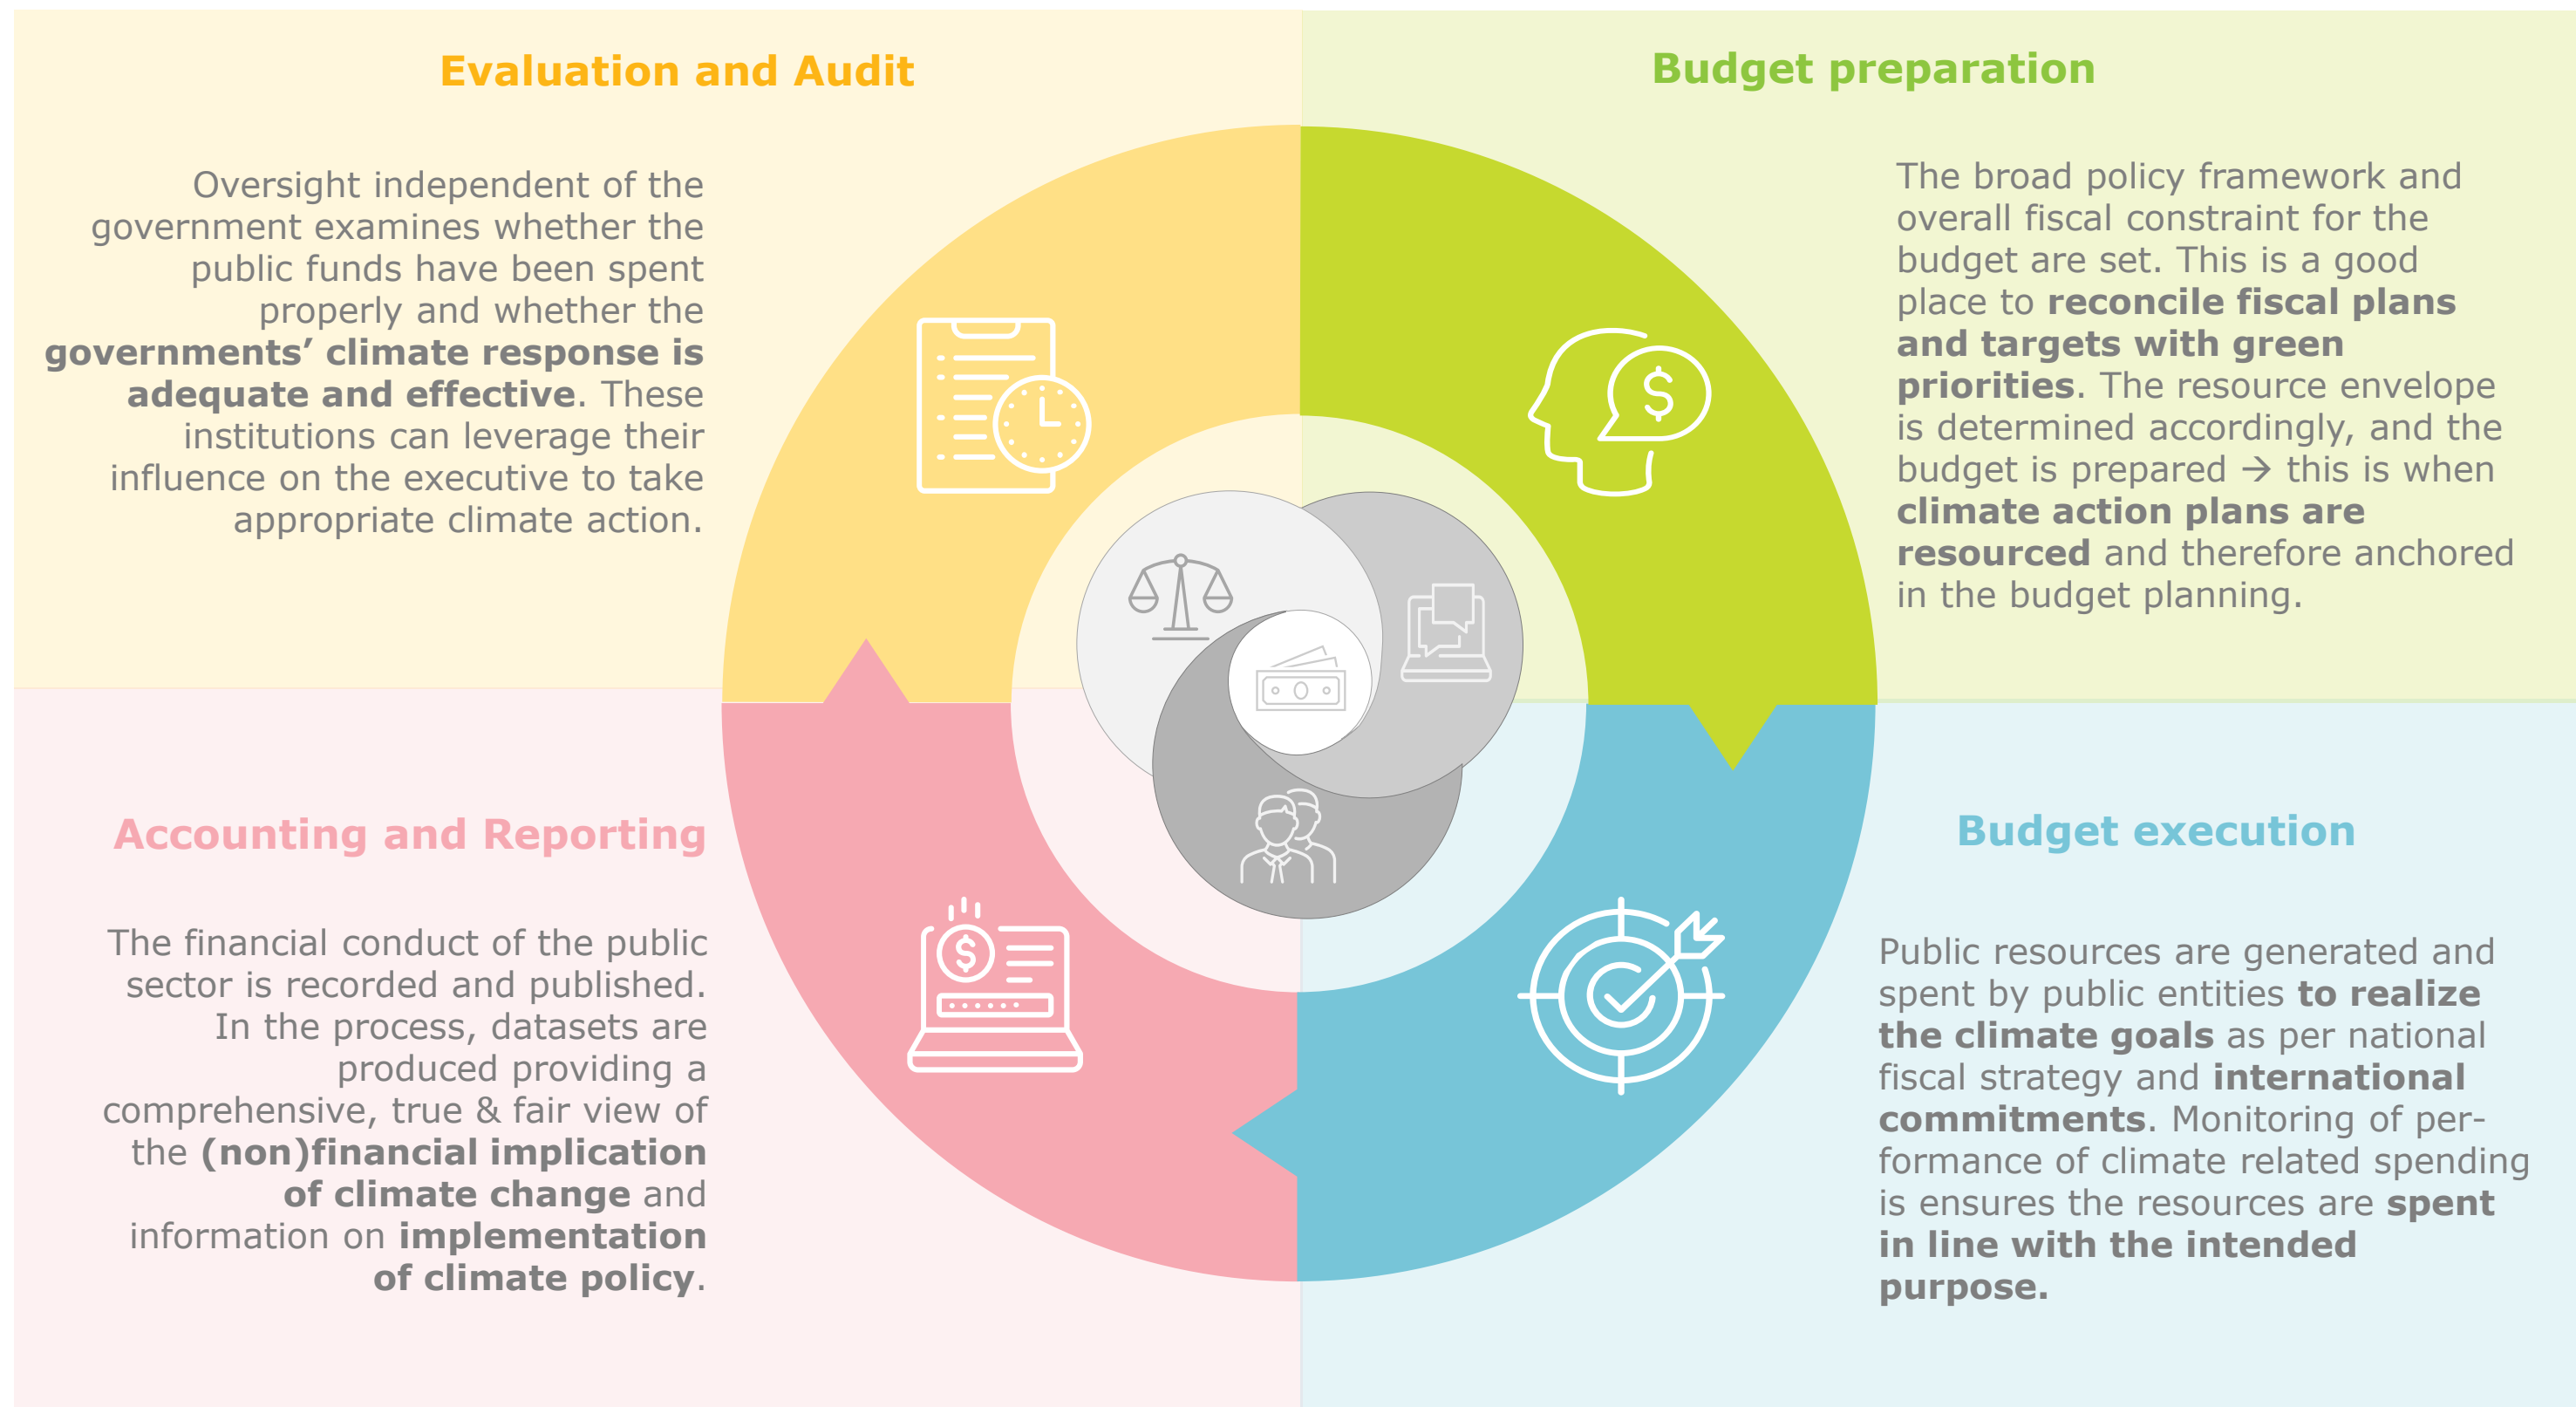 Evaluation and Audit
Oversight independent of the
government examines whether the
public funds have been spent
properly and whether the
governments’ climate response is
adequate and effective. These
institutions can leverage their
influence on the executive to take
appropriate climate action.
Budget preparation
The broad policy framework and
overall fiscal constraint for the
budget are set. This is a good
place to reconcile fiscal plans
and targets with green
priorities. The resource envelope
is determined accordingly, and the
budget is prepared → this is when
climate action plans are
resourced and therefore anchored
in the budget planning.
Accounting and Reporting
The financial conduct of the public
sector is recorded and published.
In the process, datasets are
produced providing a
comprehensive, true & fair view of
the (non)financial implication
of climate change and
information on implementation
of climate policy.
Budget execution
Public resources are generated and
spent by public entities to realize
the climate goals as per national
fiscal strategy and international
commitments. Monitoring of per-
formance of climate related spending
is ensures the resources are spent
in line with the intended
purpose.